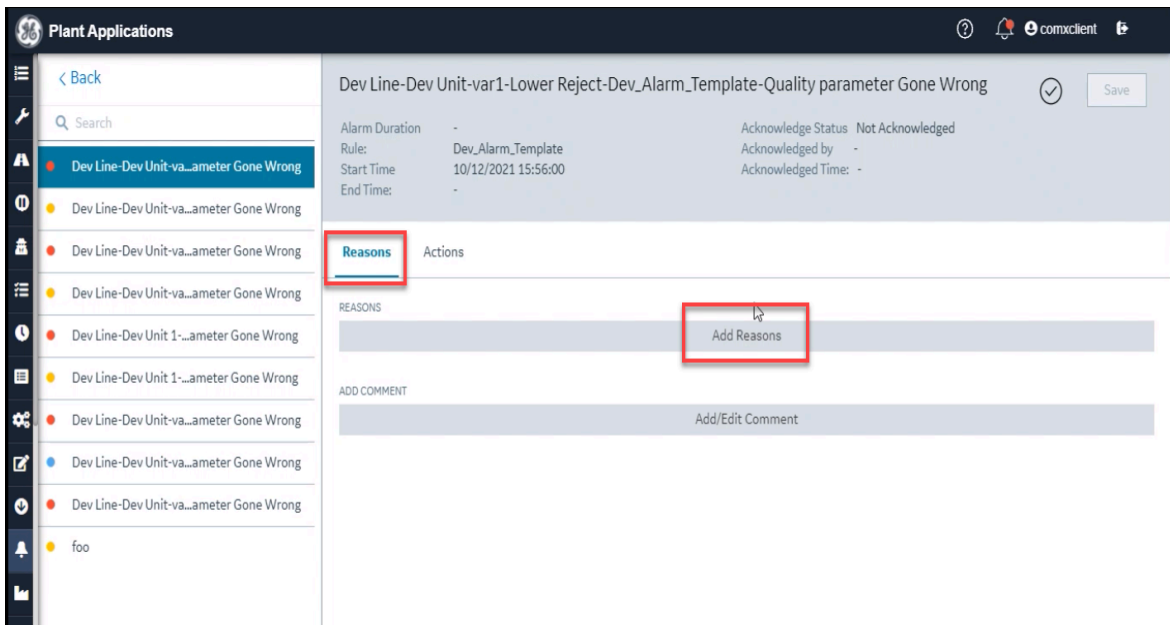 Plant Applications
comxclient
Back
Search
Dev Line-Dev Unit-va...ameter Gone Wrong
Dev Line-Dev Unit-va...ameter Gone Wrong
Dev Line-Dev Unit-va...ameter Gone Wrong
Dev Line-Dev Unit-va...ameter Gone Wrong
Dev Line-Dev Unit 1-...ameter Gone Wrong
Dev Line-Dev Unit 1-...ameter Gone Wrong
Dev Line-Dev Unit-va...ameter Gone Wrong
Dev Line-Dev Unit-va...ameter Gone Wrong
Dev Line-Dev Unit-va...ameter Gone Wrong
foo
Dev Line-Dev Unit-var1-Lower Reject-Dev_Alarm_Template-Quality parameter Gone Wrong
Save
Alarm Duration -
Rule: Dev_Alarm_Template
Start Time 10/12/2021 15:56:00
End Time: -
Acknowledge Status Not Acknowledged
Acknowledged by -
Acknowledged Time: -
Reasons
Actions
REASONS
Add Reasons
ADD COMMENT
Add/Edit Comment